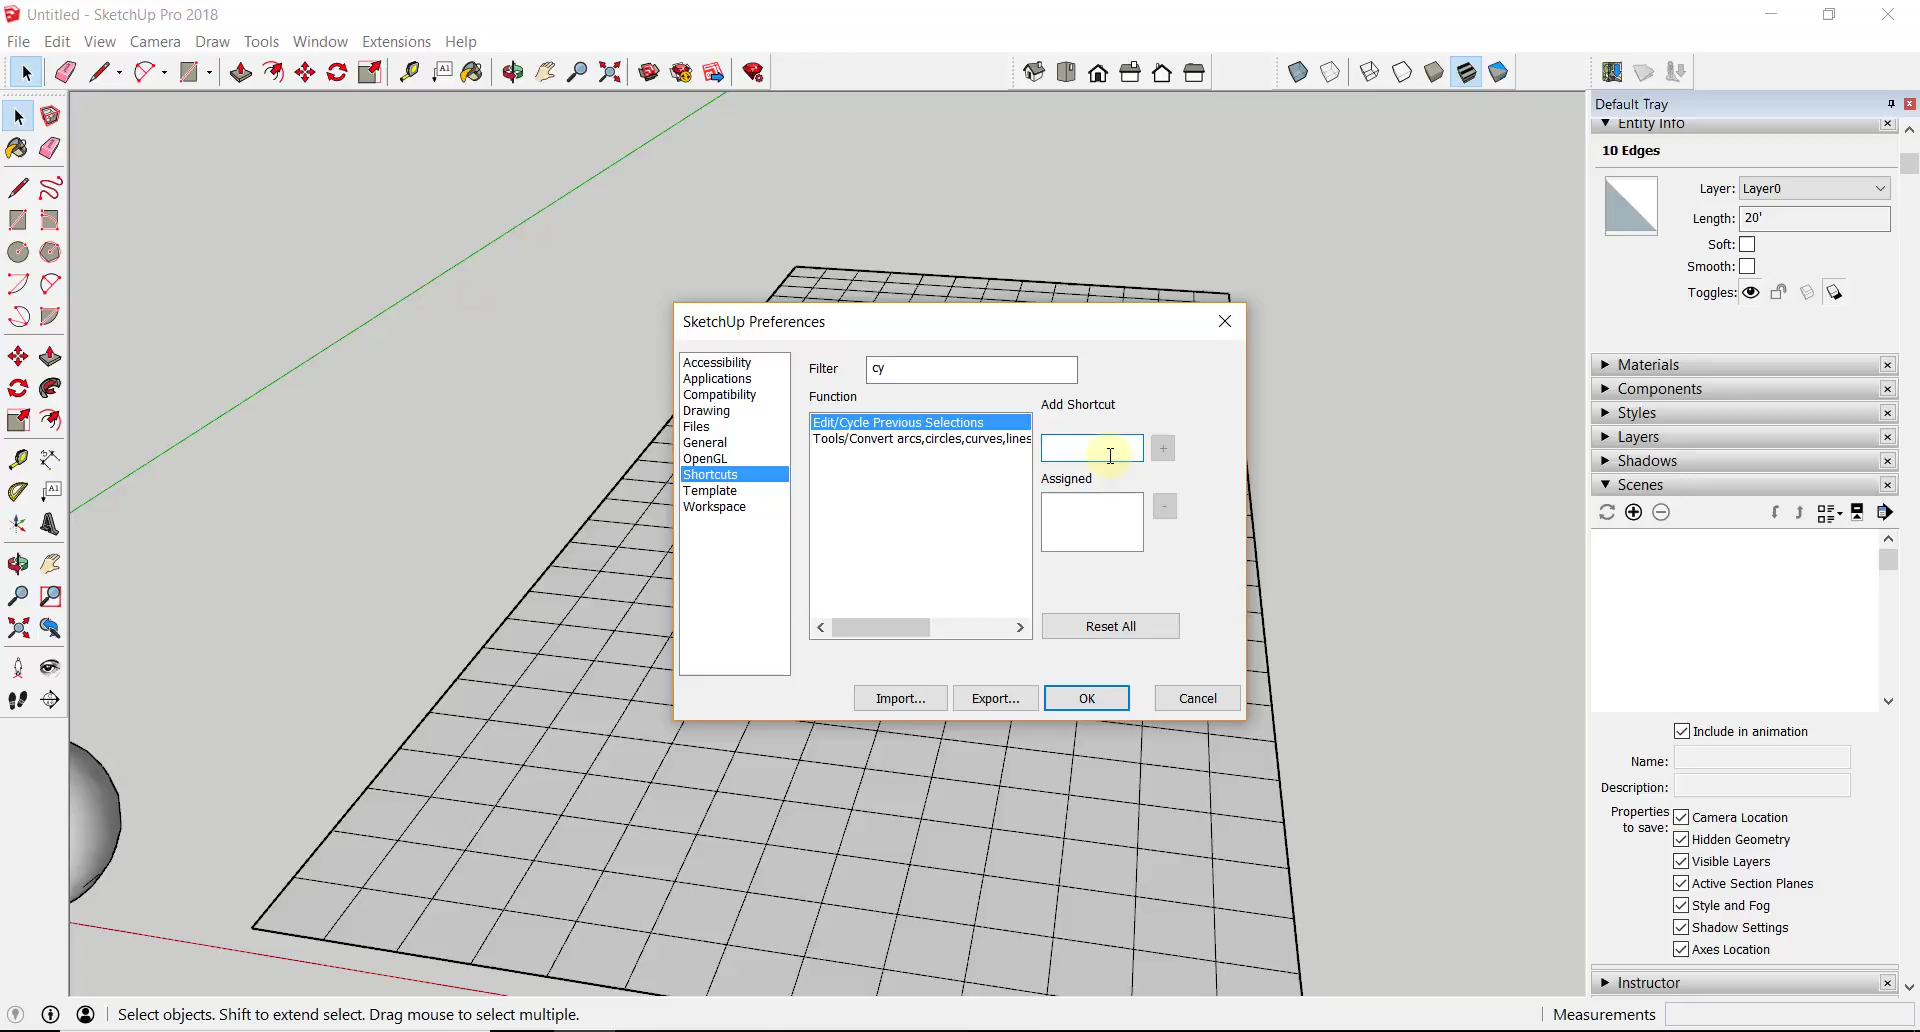 Untitled - SketchUp Pro 2018
File Edit View Camera Draw Tools Window Extensions Help
A1
Default Tray
Entity Info
10 Edges
Layer: Layer0
Length: 20'
Soft:
Smooth:
Toggles:
Materials
Components
Styles
Layers
Shadows
Scenes
Include in animation
Name:
Description:
Properties
to save:
Camera Location
Hidden Geometry
Visible Layers
Active Section Planes
Style and Fog
Shadow Settings
Axes Location
Instructor
A1
SketchUp Preferences
Accessibility
Applications
Compatibility
Drawing
Files
General
OpenGL
Shortcuts
Template
Workspace
Filter cy
Function
Edit/Cycle Previous Selections
Tools/Convert arcs,circles,curves,lines
Add Shortcut
+
Assigned
-
Reset All
Import... Export... OK Cancel
Select objects. Shift to extend select. Drag mouse to select multiple.
Measurements